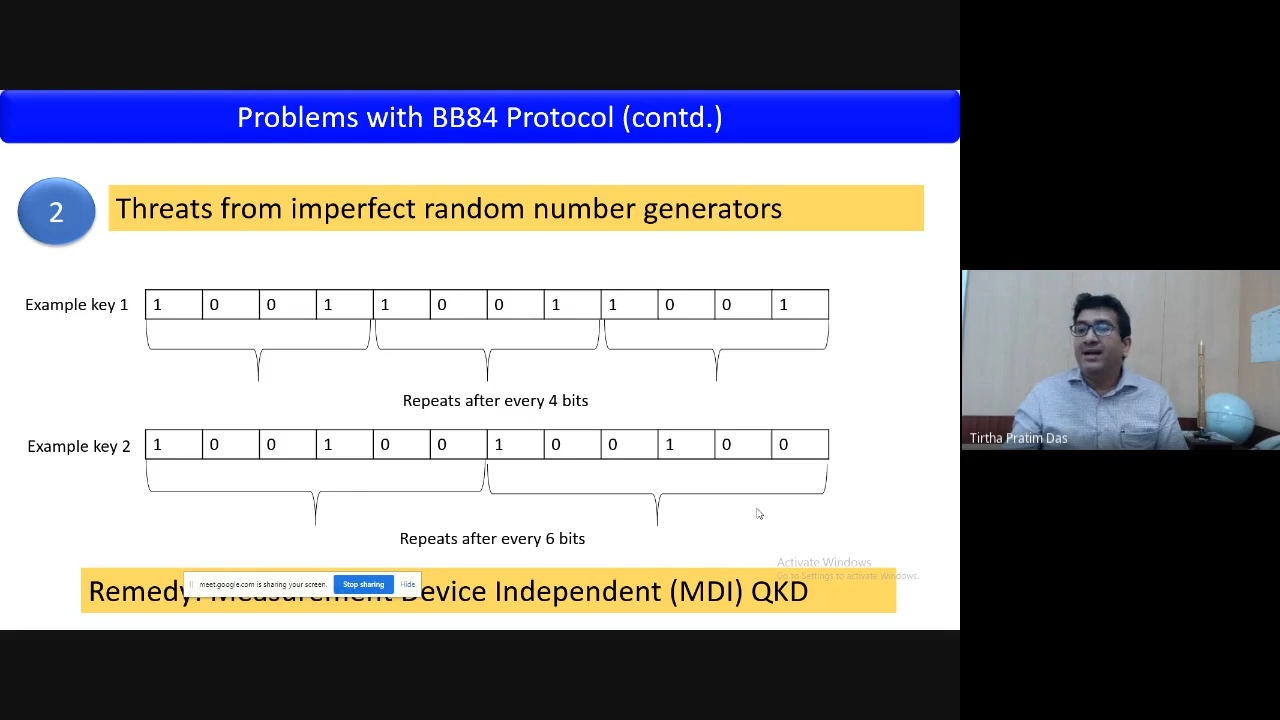 Problems with BB84 Protocol (contd.)
2
Threats from imperfect random number generators
Example key 1 1 0 0 1 1 0 0 1 1 0 0 1
Repeats after every 4 bits
Example key 2 1 0 0 1 0 0 1 0 0 1 0 0
Repeats after every 6 bits
Activate Windows
Go to Settings to activate Windows.
meet.google.com is sharing your screen. Stop sharing Hide
Remedy: Measurement Device Independent (MDI) QKD
Tirtha Pratim Das